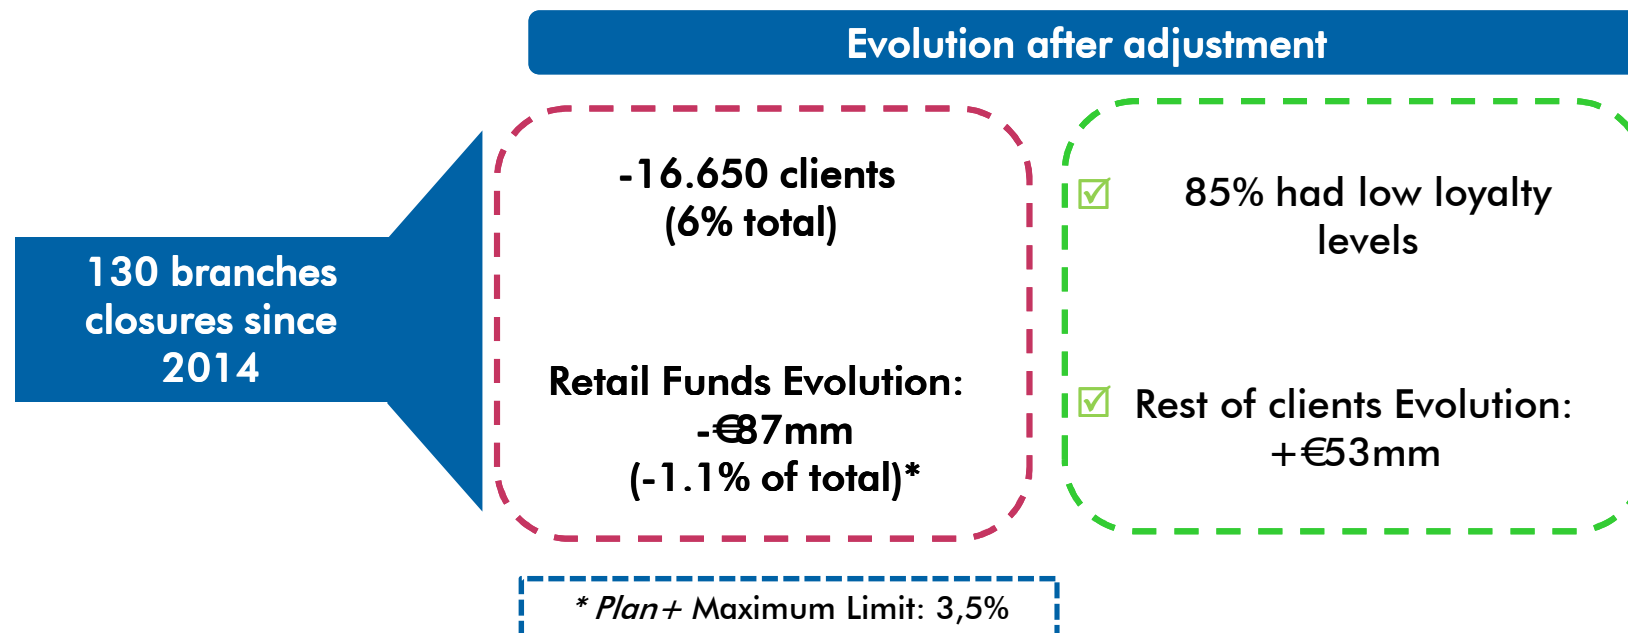 Evolution after adjustment
130 branches
closures since
2014
-16.650 clients
(6% total)
Retail Funds Evolution:
-€87mm
(-1.1% of total)*
85% had low loyalty
levels
Rest of clients Evolution:
+€53mm
* Plan+ Maximum Limit: 3,5%